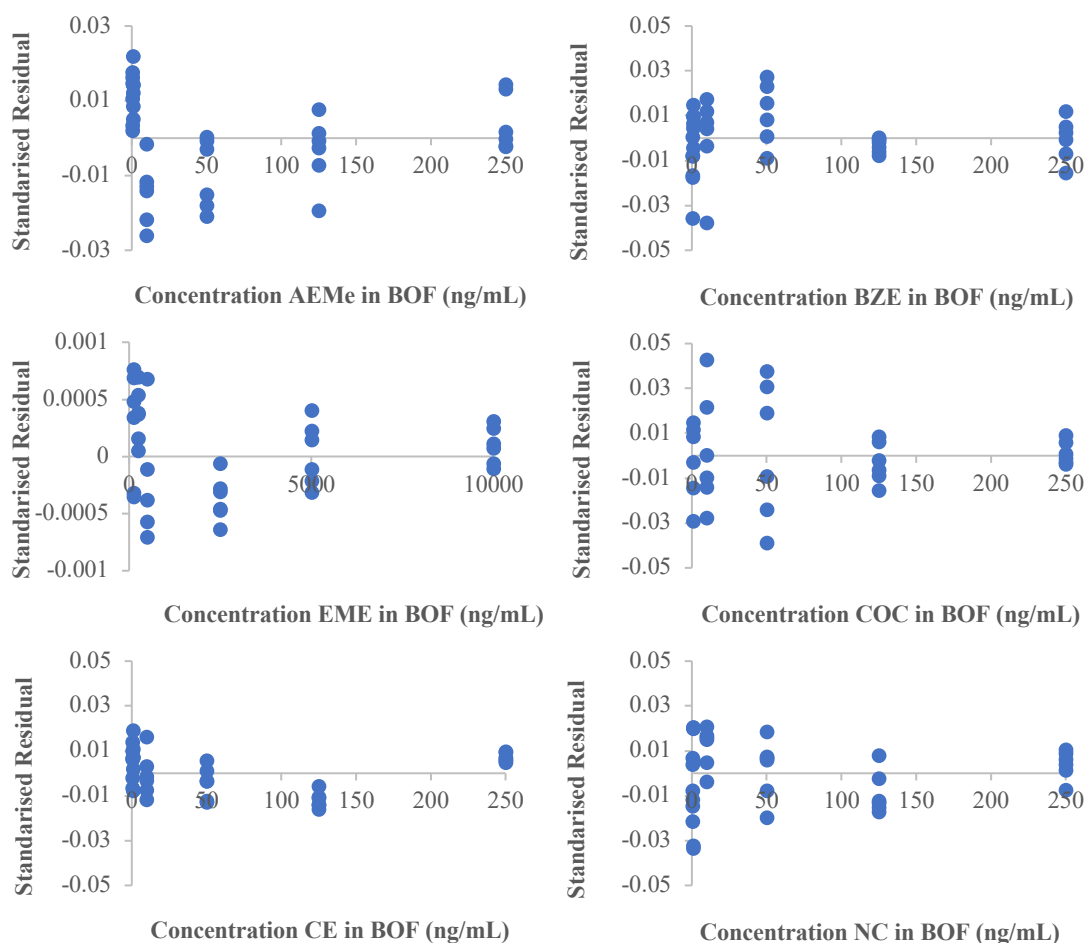 0.03
0.01
-0.01
-0.03
0 50 100 150 200 250
Standarised Residual
Concentration AEMe in BOF (ng/mL)
0.05
0.03
0.01
-0.01
-0.03
-0.05
0 50 100 150 200 250
Standarised Residual
Concentration BZE in BOF (ng/mL)
0.001
0.0005
0
-0.0005
-0.001
0 5000 10000
Standarised Residual
Concentration EME in BOF (ng/mL)
0.05
0.03
0.01
-0.01
-0.03
-0.05
0 50 100 150 200 250
Standarised Residual
Concentration COC in BOF (ng/mL)
0.05
0.03
0.01
-0.01
-0.03
-0.05
0 50 100 150 200 250
Standarised Residual
Concentration CE in BOF (ng/mL)
0.05
0.03
0.01
-0.01
-0.03
-0.05
0 50 100 150 200 250
Standarised Residual
Concentration NC in BOF (ng/mL)